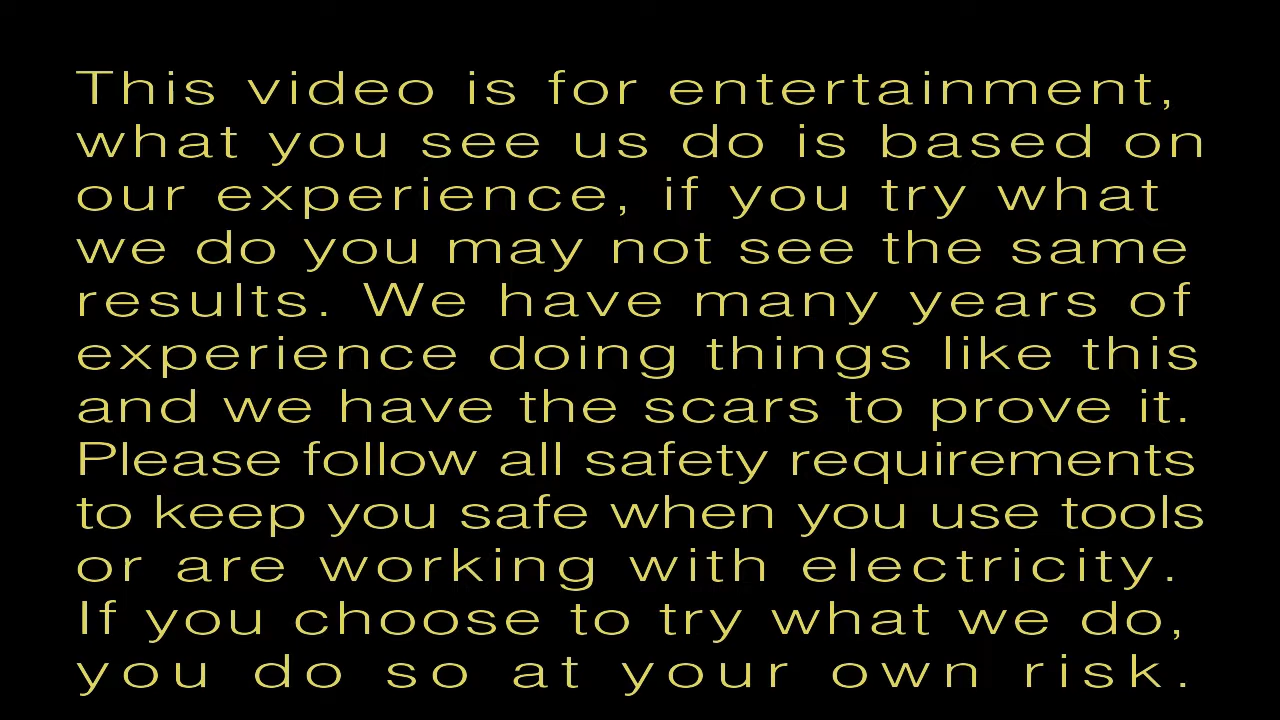 This video is for entertainment,
what you see us do is based on
our experience, if you try what
we do you may not see the same
results. We have many years of
experience doing things like this
and we have the scars to prove it.
Please follow all safety requirements
to keep you safe when you use tools
or are working with electricity.
If you choose to try what we do,
you do so at your own risk.